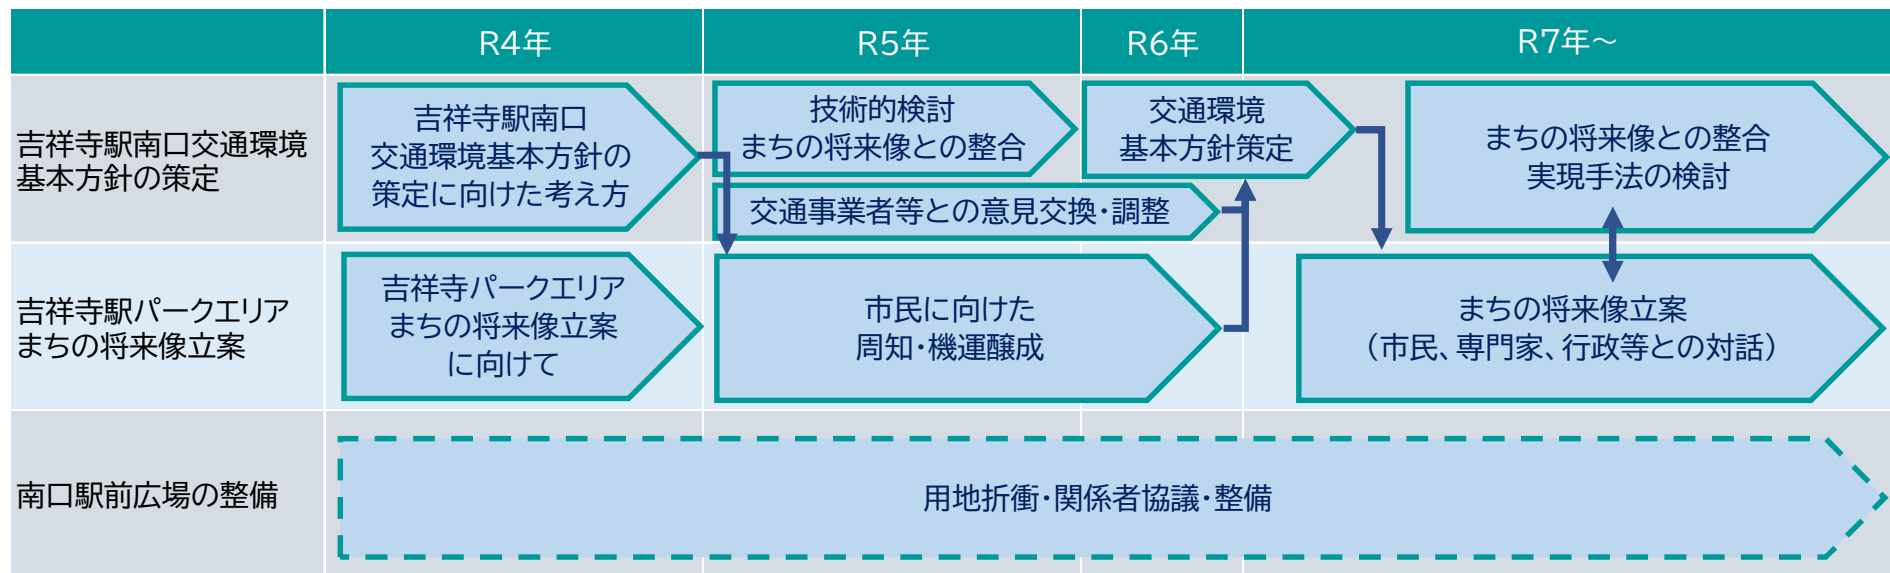 R4年
R5年
R6年
R7年～
吉祥寺駅南口交通環境
基本方針の策定
吉祥寺駅南口
交通環境基本方針の
策定に向けた考え方
技術的検討
まちの将来像との整合
交通事業者等との意見交換・調整
交通環境
基本方針策定
まちの将来像との整合
実現手法の検討
吉祥寺駅パークエリア
まちの将来像立案
吉祥寺パークエリア
まちの将来像立案
に向けて
市民に向けた
周知・機運醸成
まちの将来像立案
（市民、専門家、行政等との対話）
南口駅前広場の整備
用地折衝・関係者協議・整備